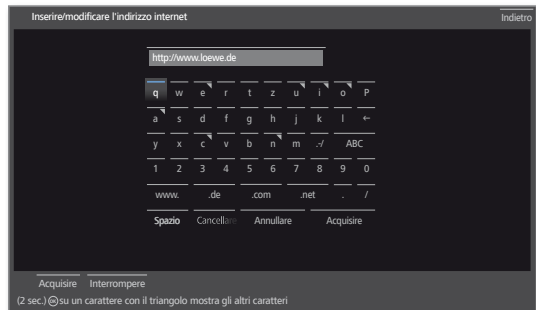 Inserire/modificare l'indirizzo internet Indietro
http://www.loewe.de
q w e r t z u i o P
a s d f g h j k l ←
y x c v b n m .-/ ABC
1 2 3 4 5 6 7 8 9 0
www. .de .com .net . /
Spazio Cancellare Annullare Acquisire
Acquisire Interrompere
(2 sec.) OK su un carattere con il triangolo mostra gli altri caratteri